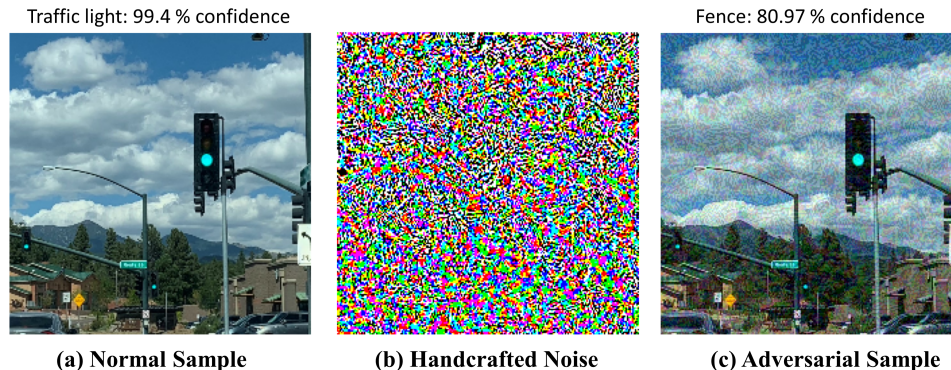 Traffic light: 99.4 % confidence
Fence: 80.97 % confidence
(a) Normal Sample
(b) Handcrafted Noise
(c) Adversarial Sample